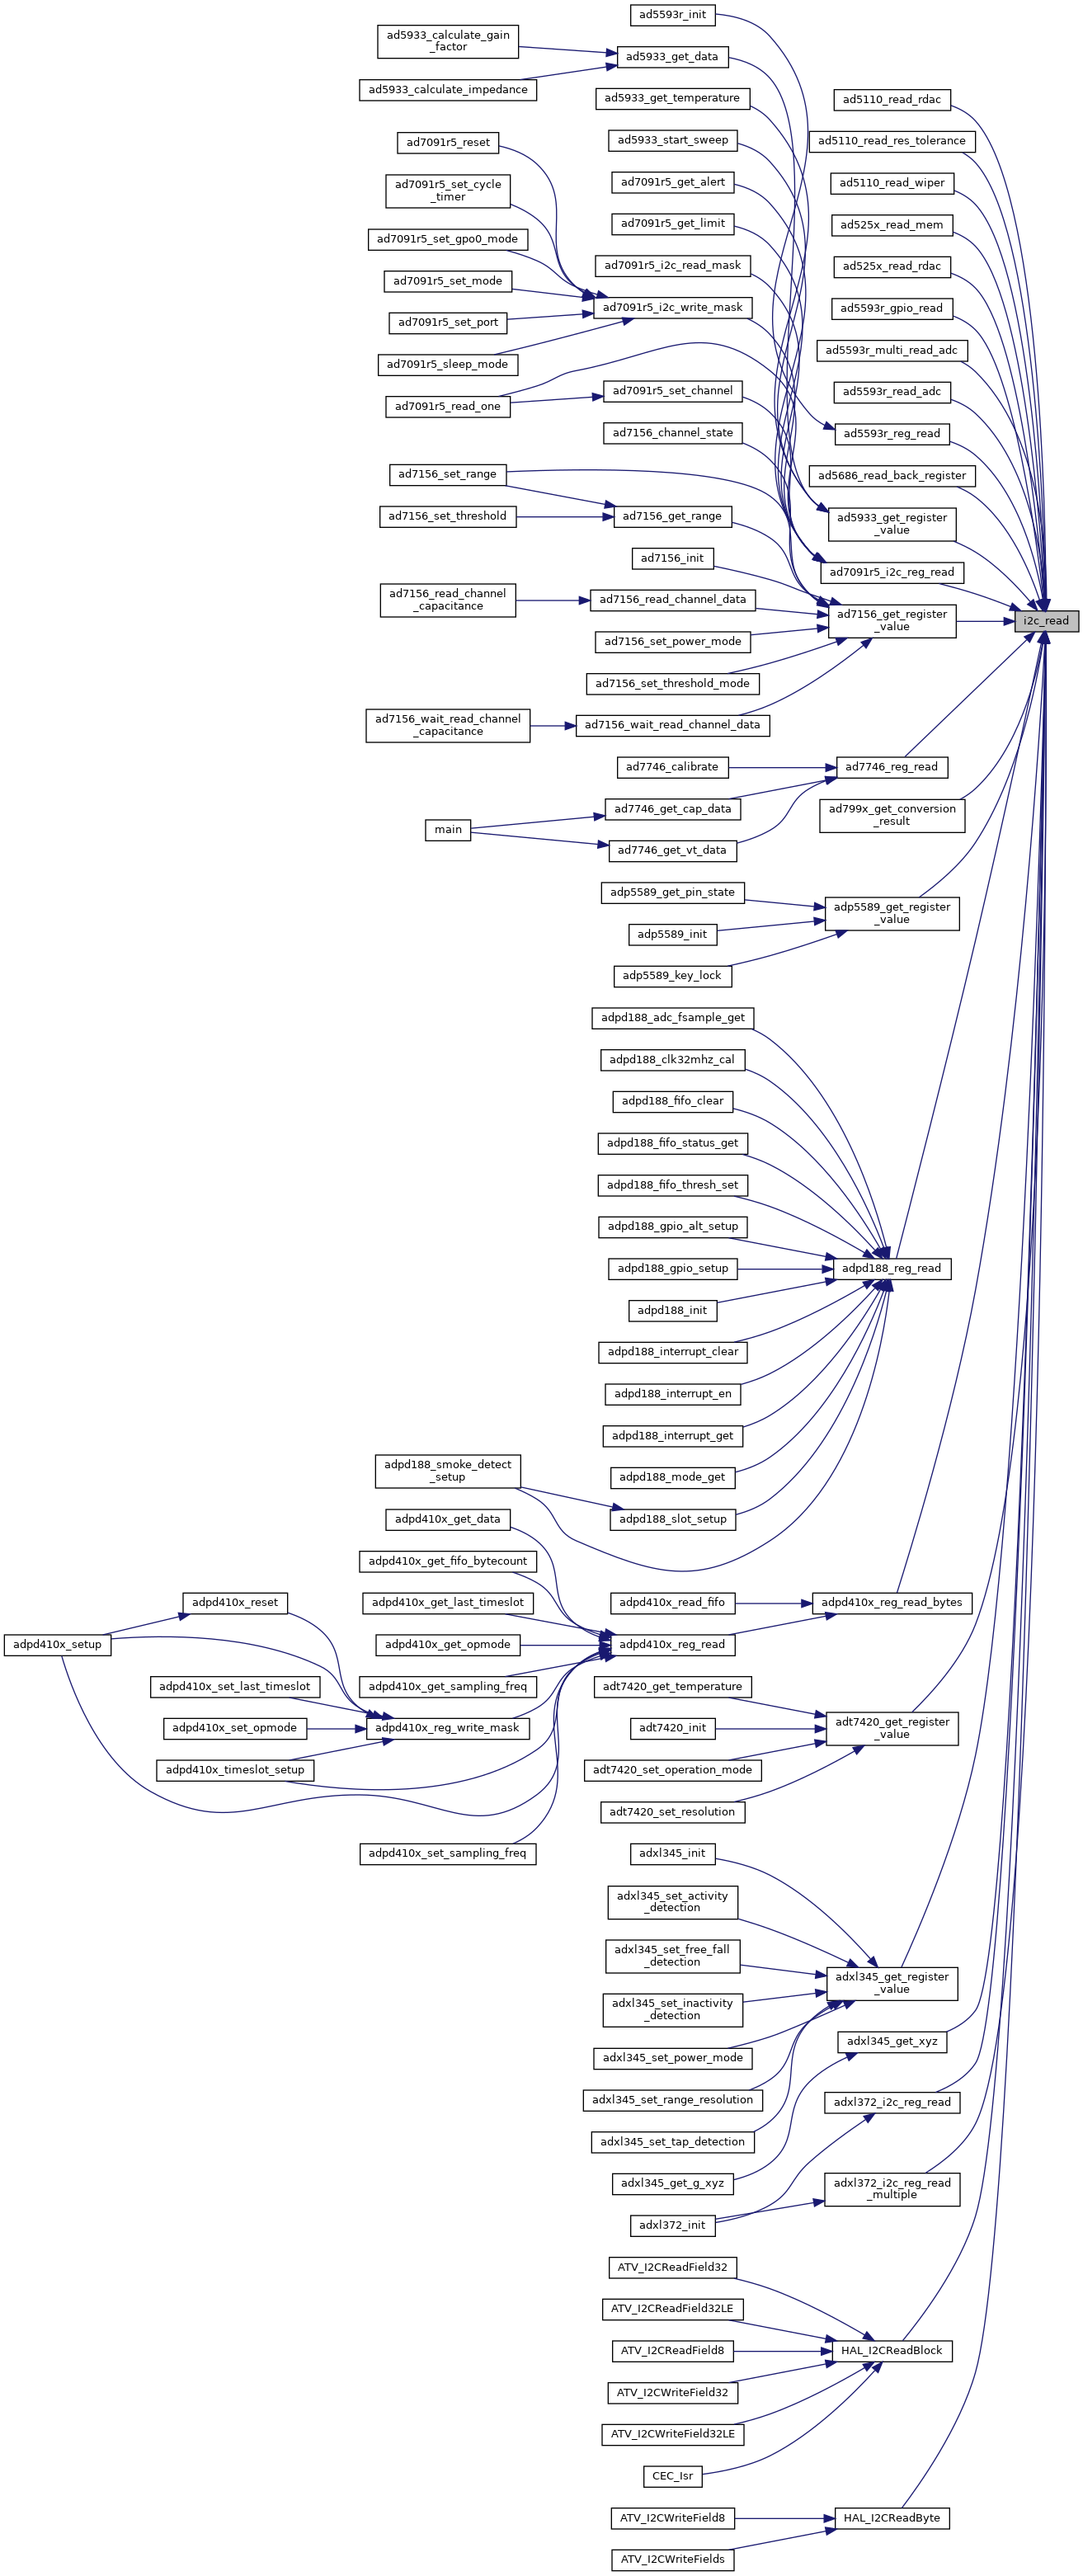 ad5593r_init
ad5933_calculate_gain
_factor
ad5933_get_data
ad5933_calculate_impedance
ad5933_get_temperature
ad5110_read_rdac
ad7091r5_reset
ad5933_start_sweep
ad5110_read_res_tolerance
ad7091r5_set_cycle
_timer
ad7091r5_get_alert
ad5110_read_wiper
ad7091r5_get_limit
ad525x_read_mem
ad7091r5_set_gpo0_mode
ad7091r5_i2c_read_mask
ad525x_read_rdac
ad7091r5_set_mode
ad7091r5_i2c_write_mask
ad5593r_gpio_read
ad7091r5_set_port
ad5593r_multi_read_adc
ad7091r5_sleep_mode
ad7091r5_set_channel
ad5593r_read_adc
ad7091r5_read_one
ad7156_channel_state
ad5593r_reg_read
ad7156_set_range
ad5686_read_back_register
ad7156_set_threshold
ad7156_get_range
ad5933_get_register
_value
ad7156_init
ad7091r5_i2c_reg_read
ad7156_read_channel
_capacitance
ad7156_read_channel_data
ad7156_get_register
_value
i2c_read
ad7156_set_power_mode
ad7156_set_threshold_mode
ad7156_wait_read_channel
_capacitance
ad7156_wait_read_channel_data
ad7746_calibrate
ad7746_reg_read
ad7746_get_cap_data
ad799x_get_conversion
_result
main
ad7746_get_vt_data
adp5589_get_pin_state
adp5589_get_register
_value
adp5589_init
adp5589_key_lock
adpd188_adc_fsample_get
adpd188_clk32mhz_cal
adpd188_fifo_clear
adpd188_fifo_status_get
adpd188_fifo_thresh_set
adpd188_gpio_alt_setup
adpd188_gpio_setup
adpd188_reg_read
adpd188_init
adpd188_interrupt_clear
adpd188_interrupt_en
adpd188_interrupt_get
adpd188_smoke_detect
_setup
adpd188_mode_get
adpd188_slot_setup
adpd410x_get_data
adpd410x_get_fifo_bytecount
adpd410x_reset
adpd410x_get_last_timeslot
adpd410x_read_fifo
adpd410x_reg_read_bytes
adpd410x_setup
adpd410x_get_opmode
adpd410x_reg_read
adpd410x_set_last_timeslot
adpd410x_get_sampling_freq
adt7420_get_temperature
adpd410x_set_opmode
adpd410x_reg_write_mask
adt7420_init
adt7420_get_register
_value
adpd410x_timeslot_setup
adt7420_set_operation_mode
adt7420_set_resolution
adpd410x_set_sampling_freq
adxl345_init
adxl345_set_activity
_detection
adxl345_set_free_fall
_detection
adxl345_get_register
_value
adxl345_set_inactivity
_detection
adxl345_get_xyz
adxl345_set_power_mode
adxl345_set_range_resolution
adxl372_i2c_reg_read
adxl345_set_tap_detection
adxl345_get_g_xyz
adxl372_i2c_reg_read
_multiple
adxl372_init
ATV_I2CReadField32
ATV_I2CReadField32LE
ATV_I2CReadField8
HAL_I2CReadBlock
ATV_I2CWriteField32
ATV_I2CWriteField32LE
CEC_Isr
ATV_I2CWriteField8
HAL_I2CReadByte
ATV_I2CWriteFields